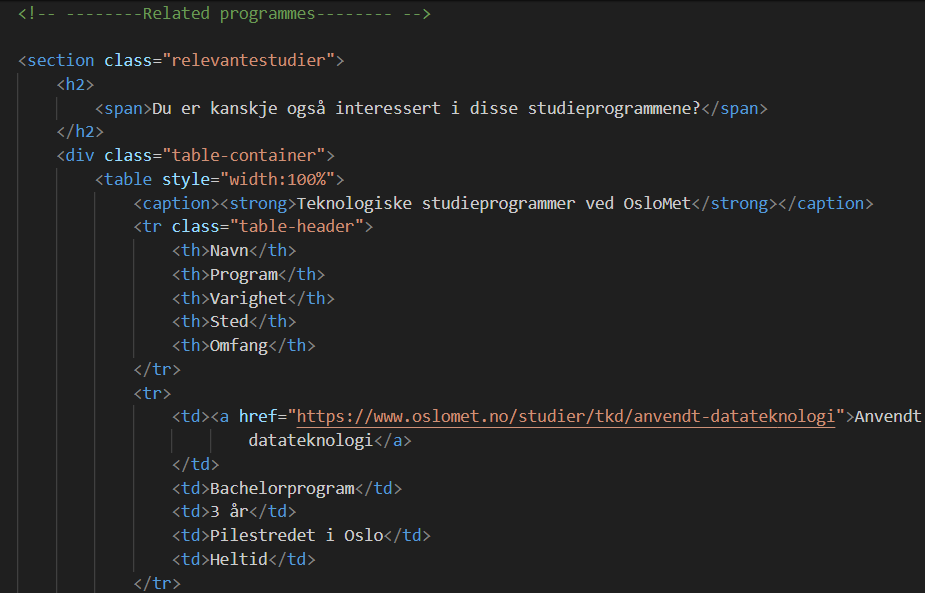 <!-- --------Related programmes-------- -->
<section class="relevantestudier">
<h2>
<span>Du er kanskje også interessert i disse studieprogrammene?</span>
</h2>
<div class="table-container">
<table style="width:100%">
<caption><strong>Teknologiske studieprogrammer ved OsloMet</strong></caption>
<tr class="table-header">
<th>Navn</th>
<th>Program</th>
<th>Varighet</th>
<th>Sted</th>
<th>Omfang</th>
</tr>
<tr>
<td><a href="https://www.oslomet.no/studier/tkd/anvendt-datateknologi">Anvendt
datateknologi</a>
</td>
<td>Bachelorprogram</td>
<td>3 år</td>
<td>Pilestredet i Oslo</td>
<td>Heltid</td>
</tr>